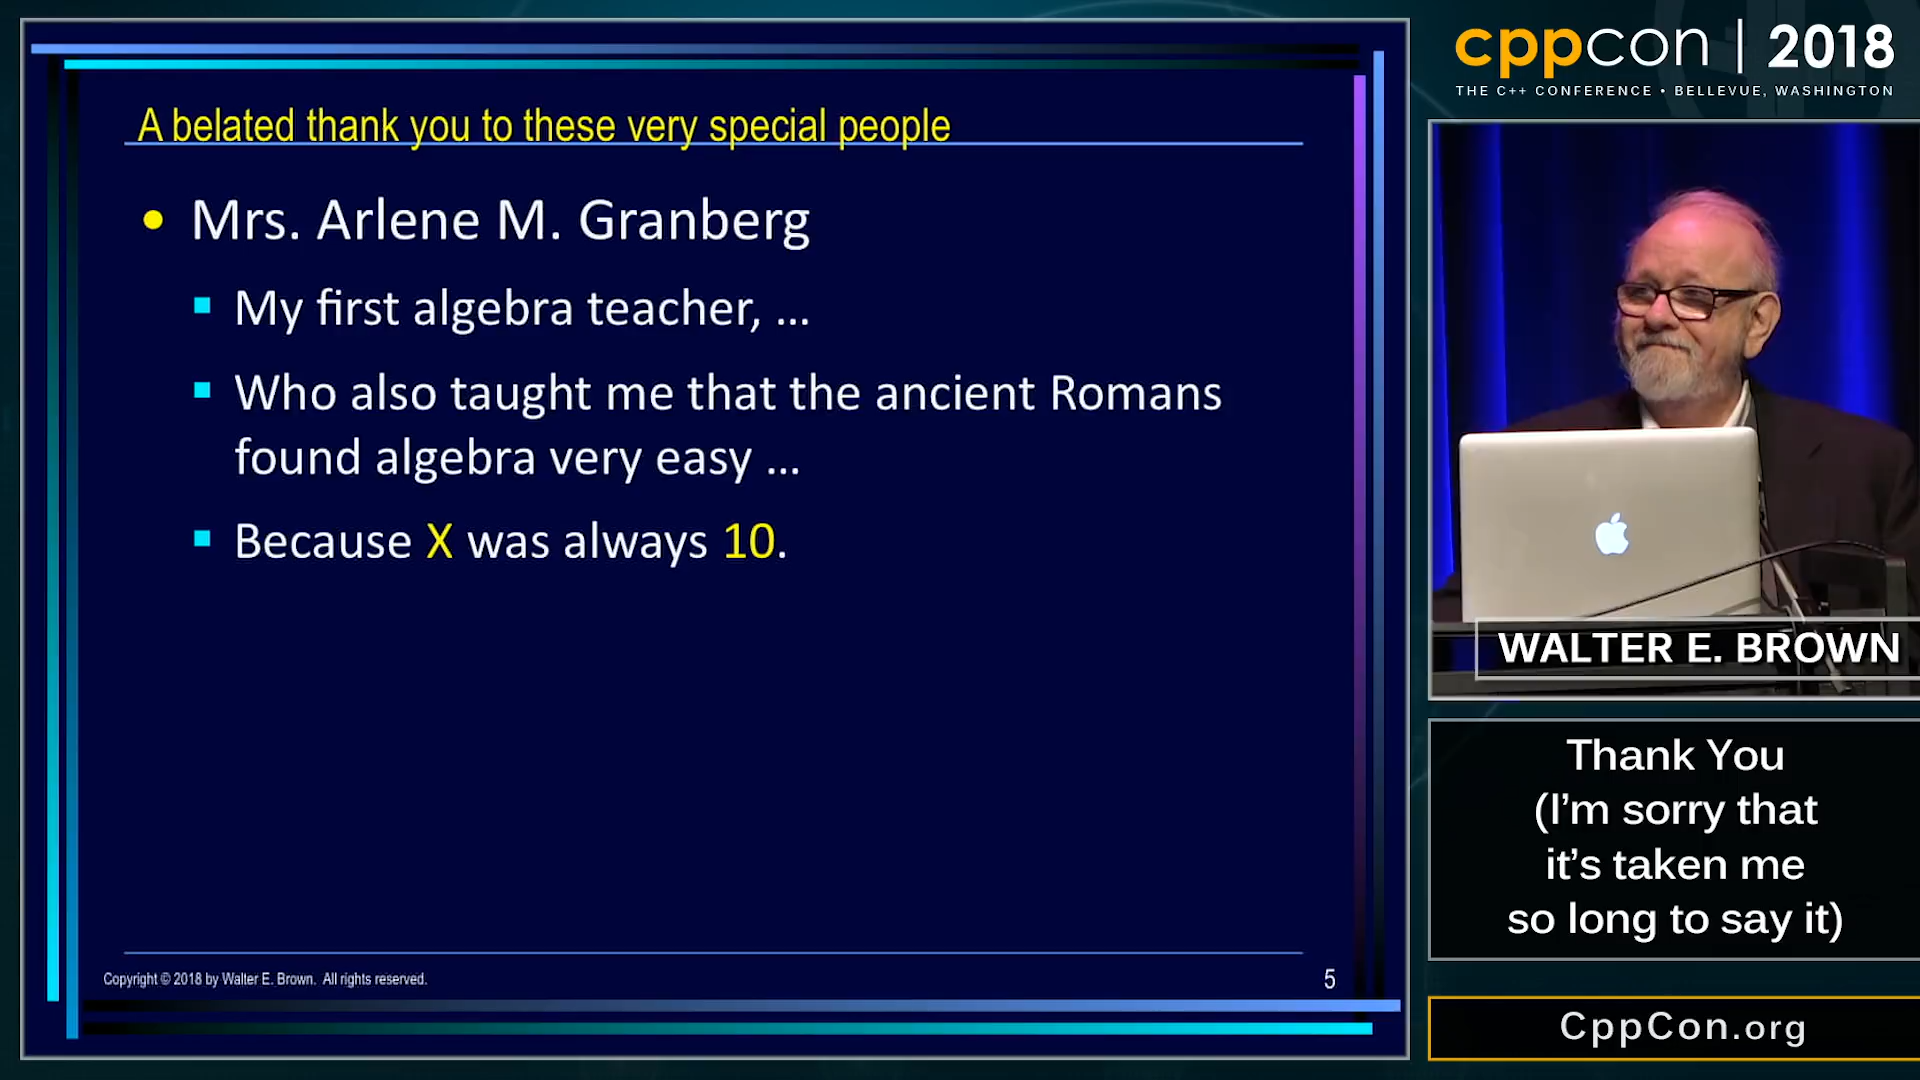 A belated thank you to these very special people
• Mrs. Arlene M. Granberg
▪ My first algebra teacher, ...
▪ Who also taught me that the ancient Romans
found algebra very easy ...
▪ Because X was always 10.
Copyright © 2018 by Walter E. Brown. All rights reserved.
5
cppcon | 2018
THE C++ CONFERENCE • BELLEVUE, WASHINGTON
WALTER E. BROWN
Thank You
(I'm sorry that
it's taken me
so long to say it)
CppCon.org